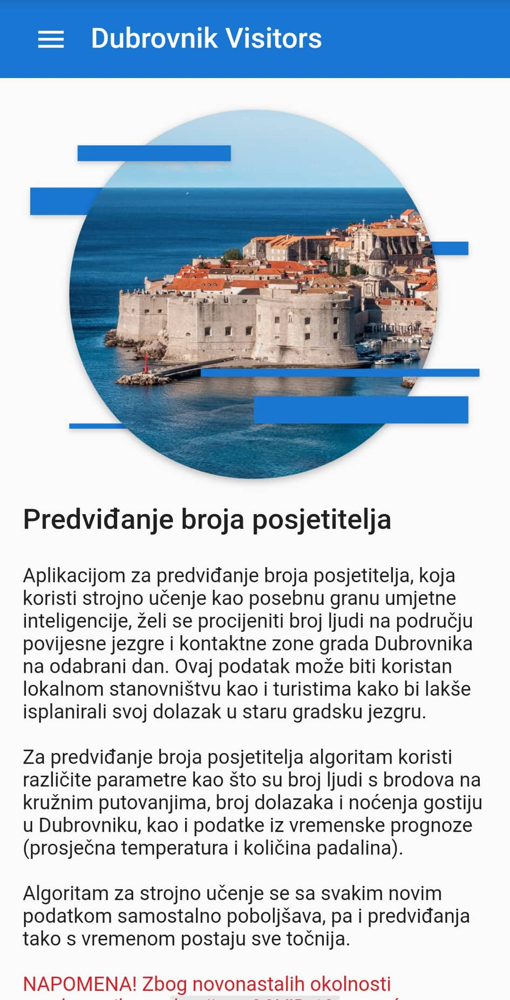 Dubrovnik Visitors
Predviđanje broja posjetitelja
Aplikacijom za predviđanje broja posjetitelja, koja
koristi strojno učenje kao posebnu granu umjetne
inteligencije, želi se procijeniti broj ljudi na području
povijesne jezgre i kontaktne zone grada Dubrovnika
na odabrani dan. Ovaj podatak može biti koristan
lokalnom stanovništvu kao i turistima kako bi lakše
isplanirali svoj dolazak u staru gradsku jezgru.
Za predviđanje broja posjetitelja algoritam koristi
različite parametre kao što su broj ljudi s brodova na
kružnim putovanjima, broj dolazaka i noćenja gostiju
u Dubrovniku, kao i podatke iz vremenske prognoze
(prosječna temperatura i količina padalina).
Algoritam za strojno učenje se sa svakim novim
podatkom samostalno poboljšava, pa i predviđanja
tako s vremenom postaju sve točnija.
NAPOMENA! Zbog novonastalih okolnosti